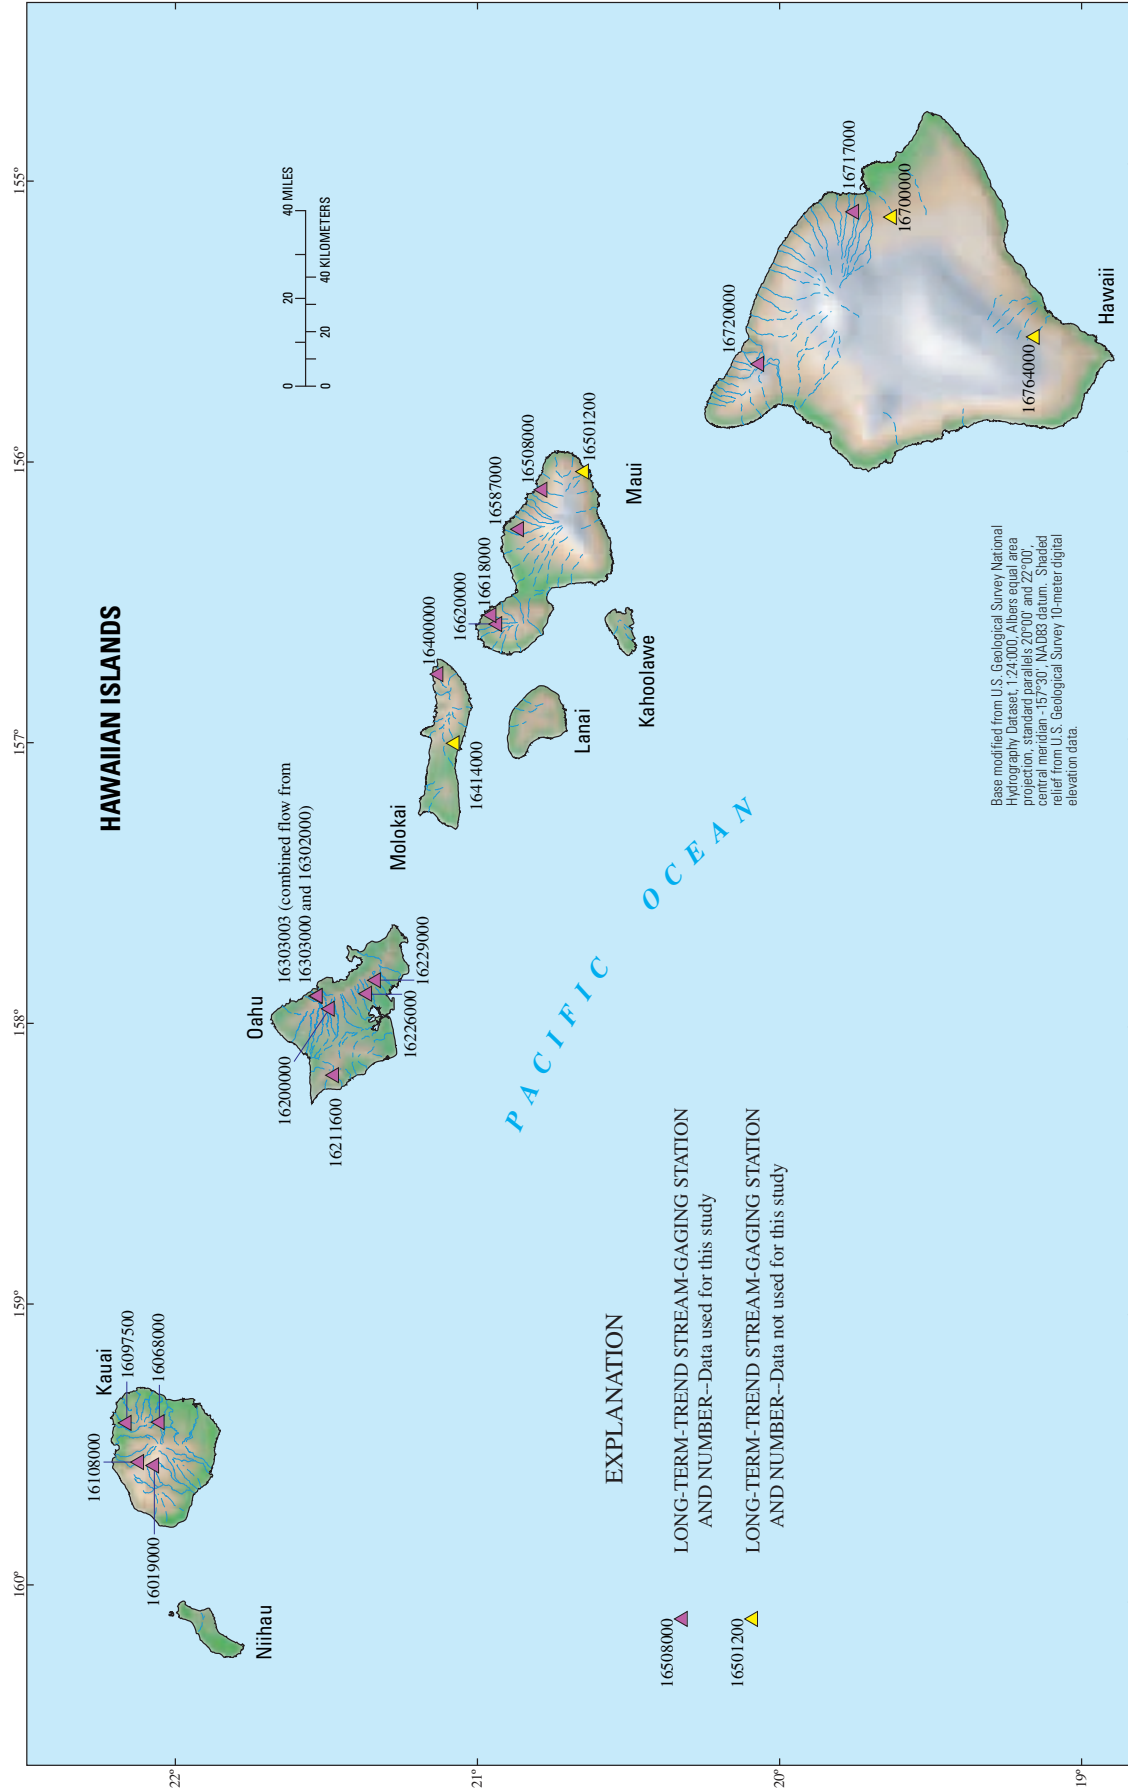 HAWAIIAN ISLANDS
160°
159°
158°
157°
156°
155°
22°
21°
20°
19°
Niihau
Kauai
16108000
16097500
16068000
16019000
Oahu
16303003 (combined flow from
16303000 and 16302000)
16200000
16211600
16226000
16229000
Molokai
16400000
16414000
Lanai
Kahoolawe
Maui
16620000
16618000
16587000
16508000
16501200
Hawaii
16720000
16717000
16700000
16764000
0 20 40 MILES
0 20 40 KILOMETERS
PACIFIC OCEAN
EXPLANATION
16508000
LONG-TERM-TREND STREAM-GAGING STATION
AND NUMBER--Data used for this study
16501200
LONG-TERM-TREND STREAM-GAGING STATION
AND NUMBER--Data not used for this study
Base modified from U.S. Geological Survey National
Hydrography Dataset, 1:24:000, Albers equal area
projection, standard parallels 20°00' and 22°00',
central meridian -157°30', NAD83 datum. Shaded
relief from U.S. Geological Survey 10-meter digital
elevation data.